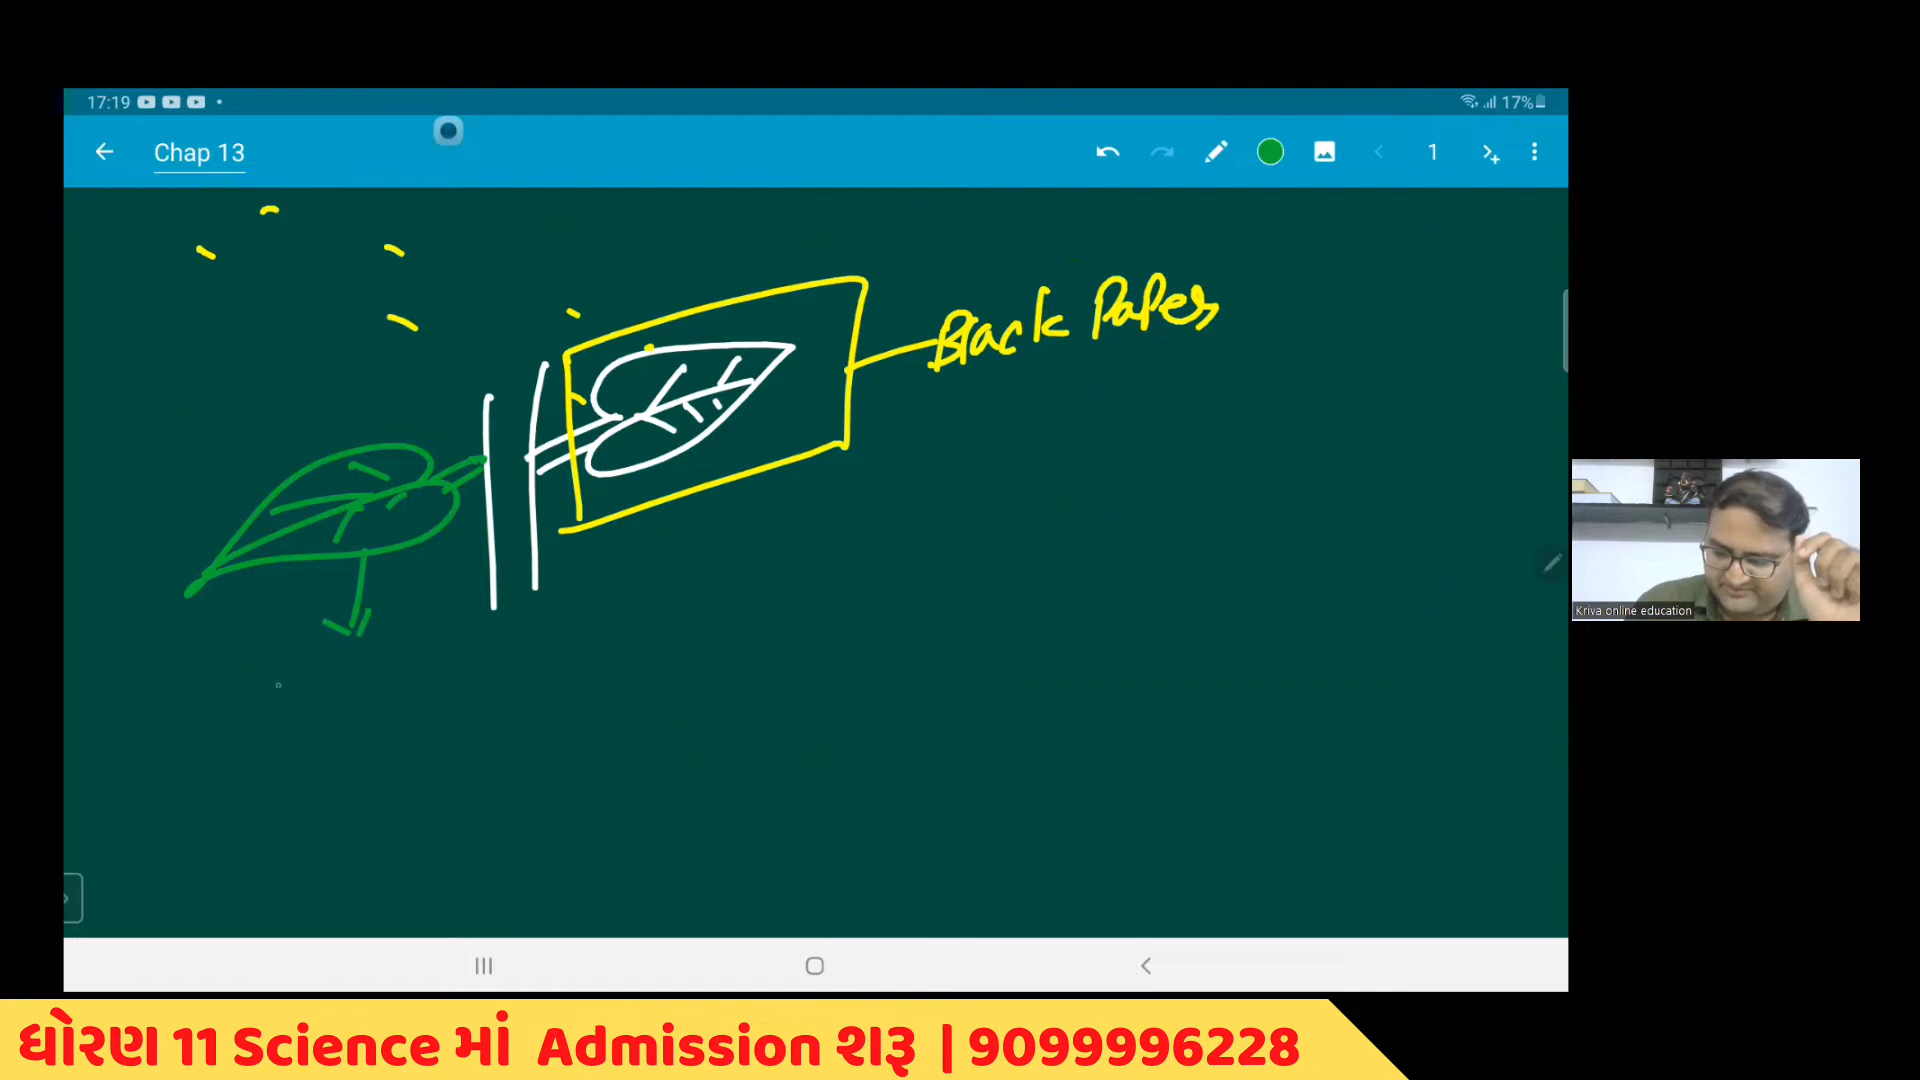 17:19
17%
Chap 13
1
Black Paper
Kriva online education
ધોરણ 11 Science માં Admission શરૂ | 9099996228